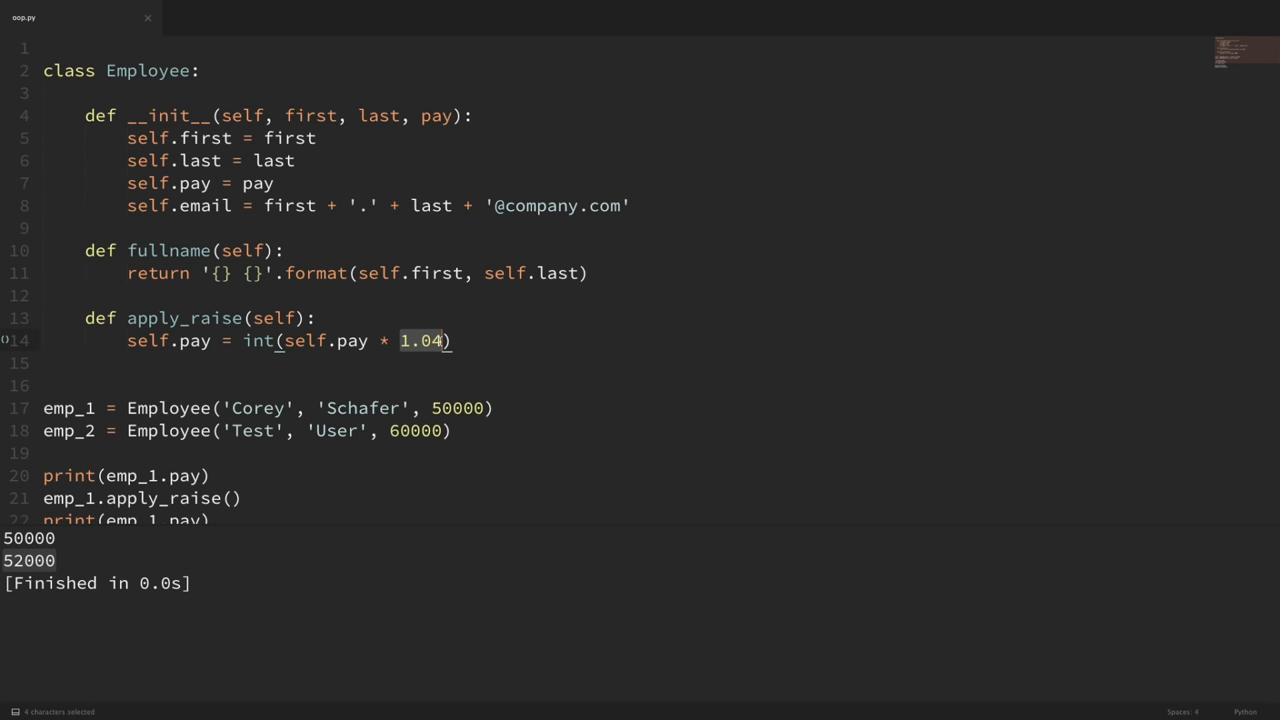 oop.py
1
2 class Employee:
3
4     def __init__(self, first, last, pay):
5         self.first = first
6         self.last = last
7         self.pay = pay
8         self.email = first + '.' + last + '@company.com'
9
10     def fullname(self):
11         return '{} {}'.format(self.first, self.last)
12
13     def apply_raise(self):
14         self.pay = int(self.pay * 1.04)
15
16
17 emp_1 = Employee('Corey', 'Schafer', 50000)
18 emp_2 = Employee('Test', 'User', 60000)
19
20 print(emp_1.pay)
21 emp_1.apply_raise()
22 print(emp_1.pay)
50000
52000
[Finished in 0.0s]
4 characters selected
Spaces: 4
Python